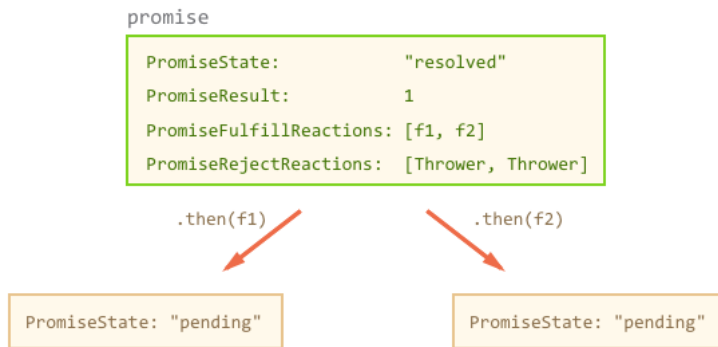 promise
PromiseState: "resolved"
PromiseResult: 1
PromiseFulfillReactions: [f1, f2]
PromiseRejectReactions: [Thrower, Thrower]
.then(f1) .then(f2)
PromiseState: "pending" PromiseState: "pending"